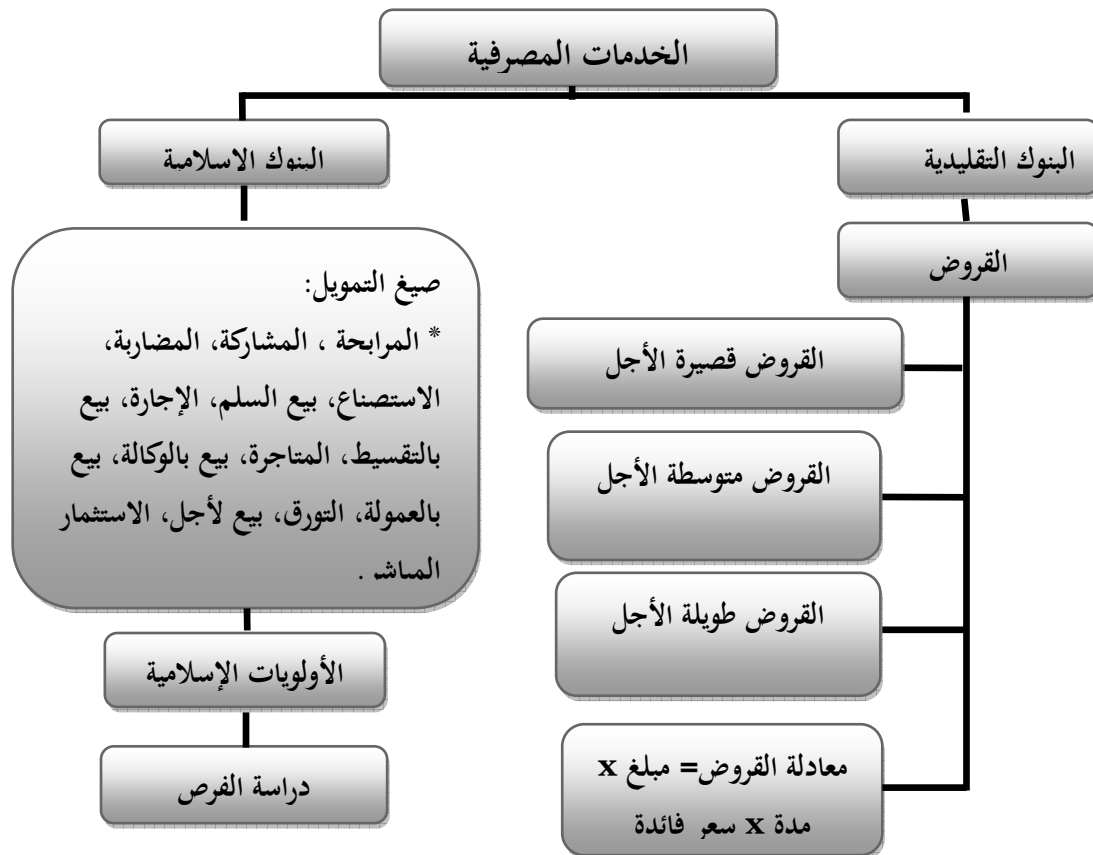 الخدمات المصرفية
البنوك التقليدية
البنوك الاسلامية
القروض
القروض قصيرة الأجل
القروض متوسطة الأجل
القروض طويلة الأجل
معادلة القروض= مبلغ x
مدة x سعر فائدة
صيغ التمويل:
* المرابحة ، المشاركة، المضاربة،
الاستصناع، بيع السلم، الإجارة، بيع
بالتقسيط، المتاجرة، بيع بالوكالة، بيع
بالعمولة، التورق، بيع لأجل، الاستثمار
المباشر .
الأولويات الإسلامية
دراسة الفرص